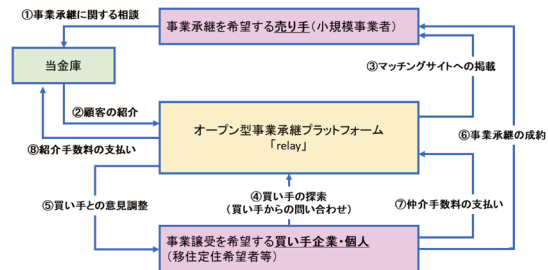 ①事業承継に関する相談
事業承継を希望する売り手（小規模事業者）
当金庫
③マッチングサイトへの掲載
②顧客の紹介
オープン型事業承継プラットフォーム
「relay」
⑥事業承継の成約
⑧紹介手数料の支払い
④買い手の探索
（買い手からの問い合わせ）
⑤買い手との意見調整
⑦仲介手数料の支払い
事業譲受を希望する買い手企業・個人
（移住定住希望者等）